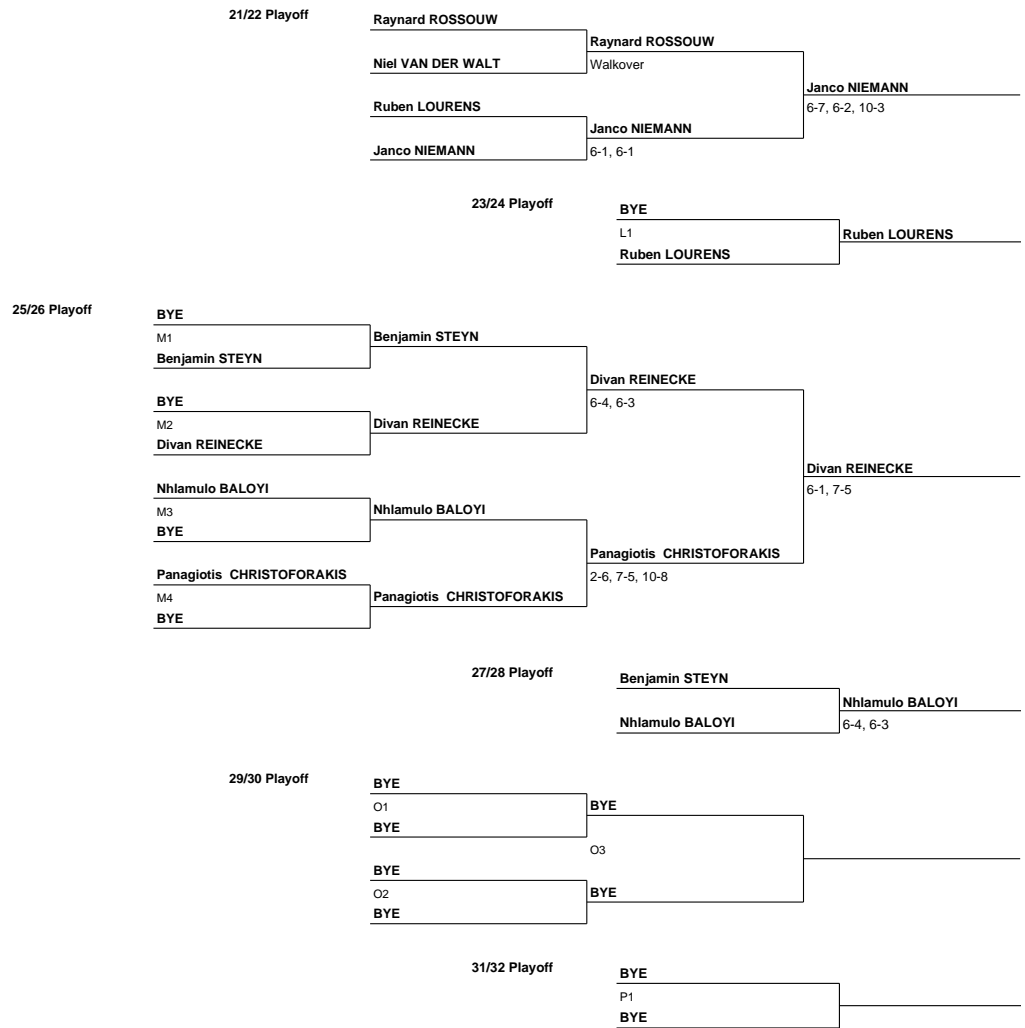 21/22 Playoff
Raynard ROSSOUW
Raynard ROSSOUW
Niel VAN DER WALT
Walkover
Janco NIEMANN
6-7, 6-2, 10-3
Ruben LOURENS
Janco NIEMANN
Janco NIEMANN
6-1, 6-1
23/24 Playoff
BYE
L1
Ruben LOURENS
Ruben LOURENS
25/26 Playoff
BYE
M1
Benjamin STEYN
Benjamin STEYN
Divan REINECKE
6-4, 6-3
BYE
M2
Divan REINECKE
Divan REINECKE
Divan REINECKE
6-1, 7-5
Nhlamulo BALOYI
M3
Nhlamulo BALOYI
BYE
Panagiotis CHRISTOFORAKIS
2-6, 7-5, 10-8
Panagiotis CHRISTOFORAKIS
M4
Panagiotis CHRISTOFORAKIS
BYE
27/28 Playoff
Benjamin STEYN
Nhlamulo BALOYI
Nhlamulo BALOYI
6-4, 6-3
29/30 Playoff
BYE
O1
BYE
BYE
O3
BYE
O2
BYE
BYE
31/32 Playoff
BYE
P1
BYE